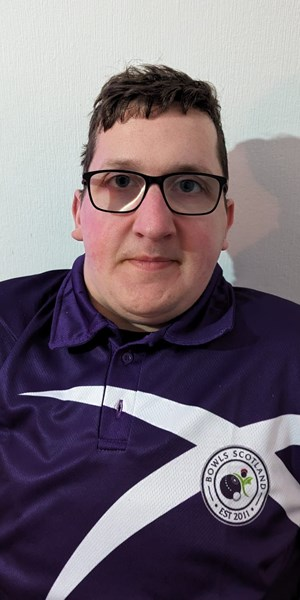 BOWLS SCOTLAND
• EST 2011 •